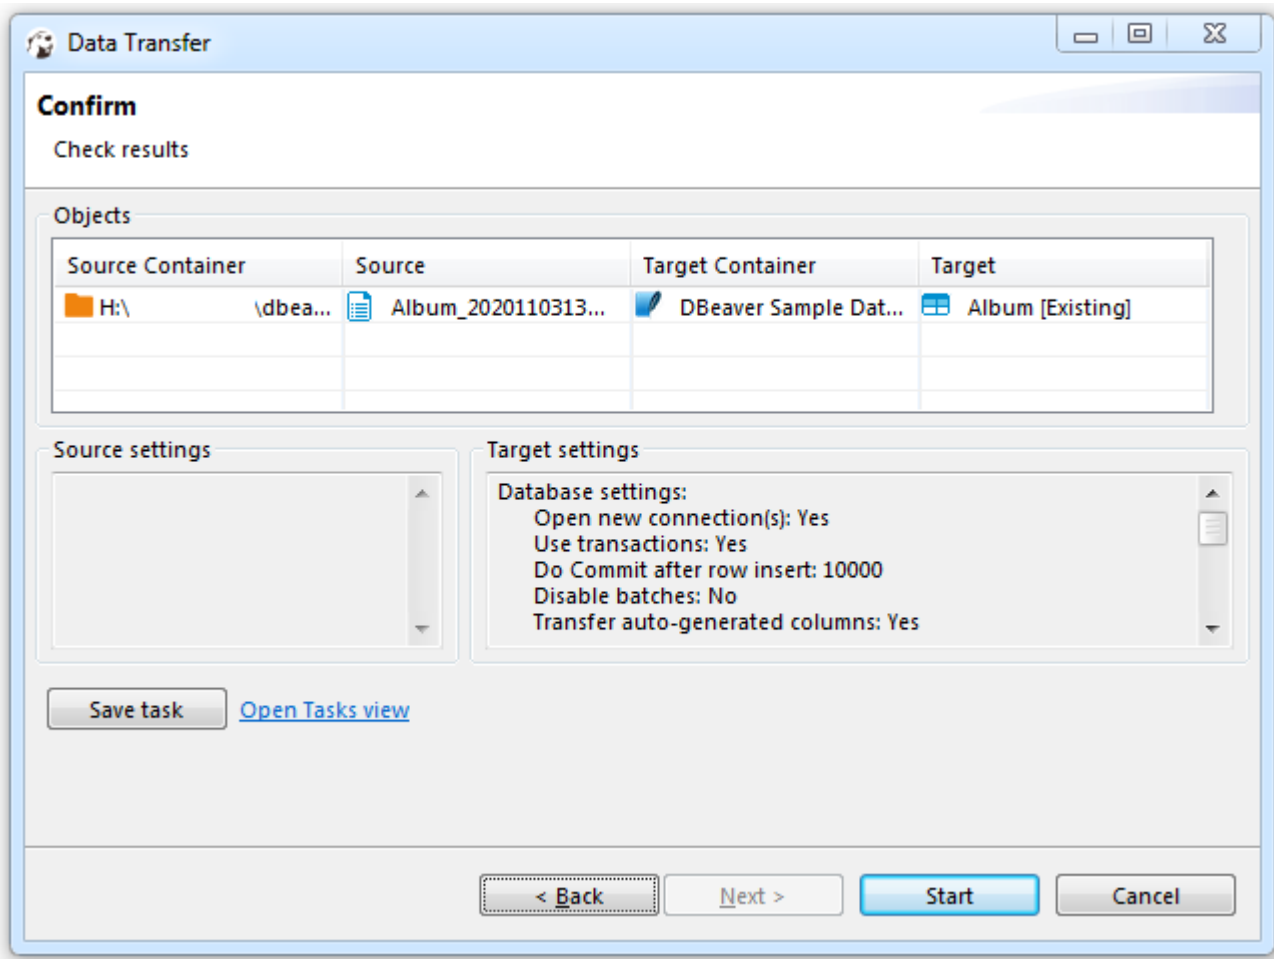 Data Transfer
Confirm
Check results
Objects
Source Container Source Target Container Target
H:\ \dbea... Album_2020110313... DBeaver Sample Dat... Album [Existing]
Source settings
Target settings
Database settings:
Open new connection(s): Yes
Use transactions: Yes
Do Commit after row insert: 10000
Disable batches: No
Transfer auto-generated columns: Yes
Save task Open Tasks view
< Back Next > Start Cancel